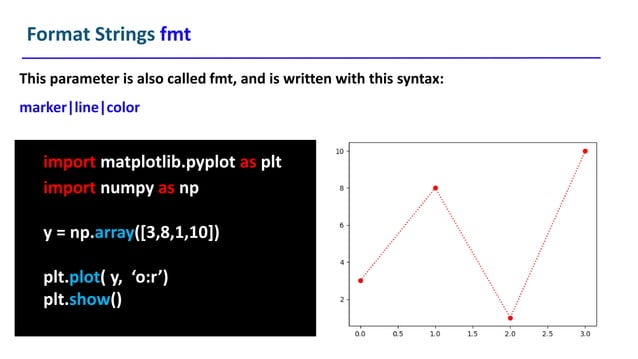 Format Strings fmt
This parameter is also called fmt, and is written with this syntax:
marker|line|color
import matplotlib.pyplot as plt
import numpy as np
y = np.array([3,8,1,10])
plt.plot( y, ‘o:r’)
plt.show()
10
8
6
4
2
0.0 0.5 1.0 1.5 2.0 2.5 3.0